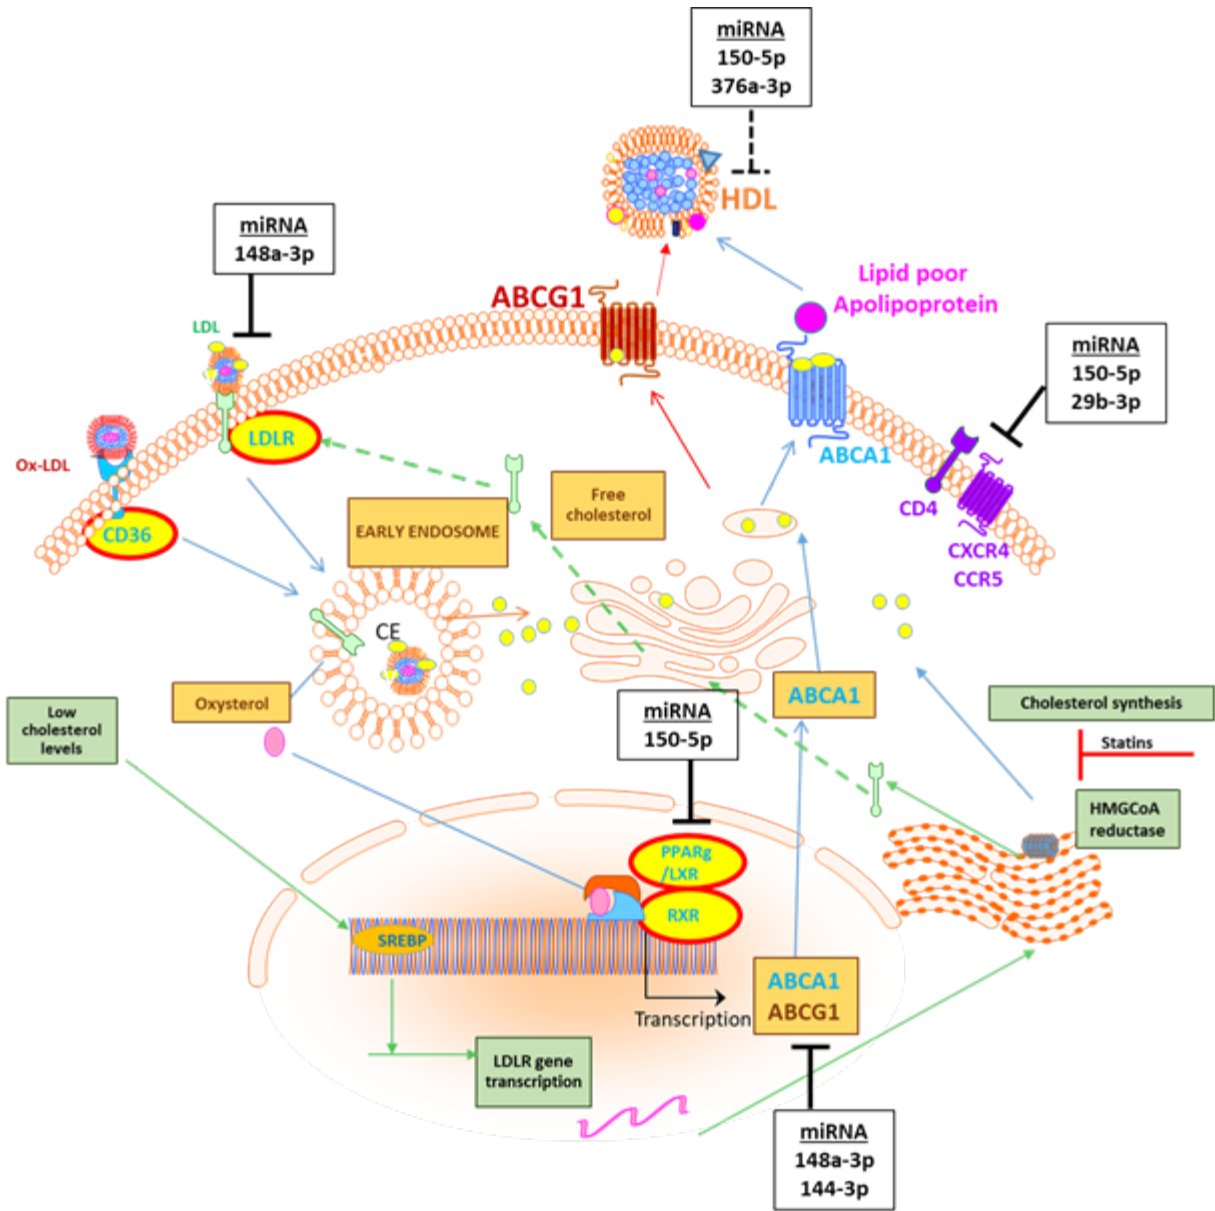 miRNA
150-5p
376a-3p
HDL
miRNA
148a-3p
Lipid poor
Apolipoprotein
ABCG1
LDL
miRNA
150-5p
29b-3p
LDLR
ABCA1
Ox-LDL
CD36
Free
cholesterol
EARLY ENDOSOME
CD4
CXCR4
CCR5
CE
Oxysterol
ABCA1
Low
cholesterol
levels
miRNA
150-5p
Cholesterol synthesis
Statins
HMGCoA
reductase
PPARg
/LXR
RXR
SREBP
ABCA1
ABCG1
Transcription
LDLR gene
transcription
miRNA
148a-3p
144-3p